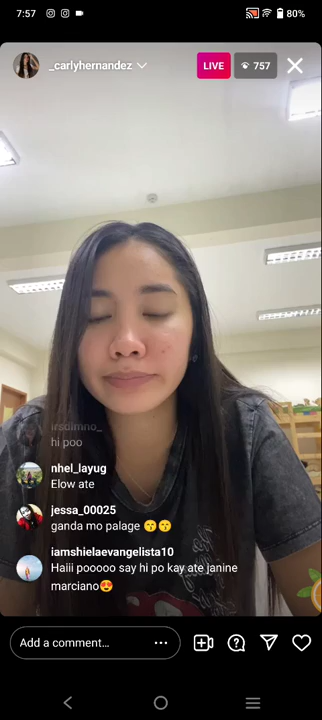 7:57
80%
_carlyhernandez
LIVE
757
irsdimno_
hi poo
nhel_layug
Elow ate
jessa_00025
ganda mo palage 😙😙
iamshielaevangelista10
Haiii pooooo say hi po kay ate janine
marciano😍
Add a comment...